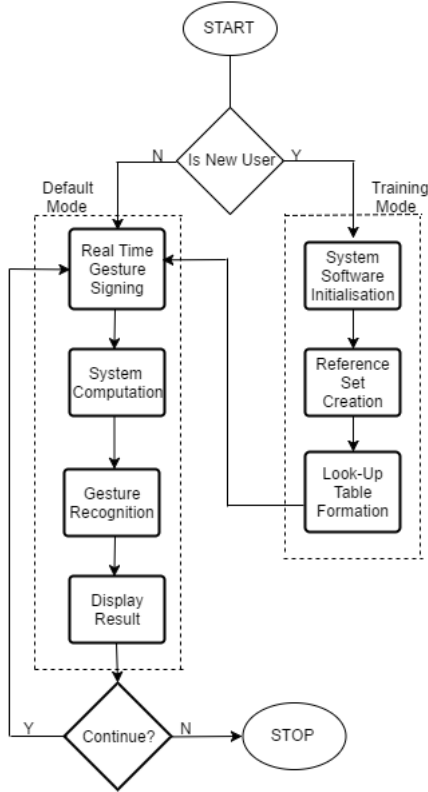 START
Is New User
N
Y
Default
Mode
Training
Mode
Real Time
Gesture
Signing
System
Software
Initialisation
System
Computation
Reference
Set
Creation
Gesture
Recognition
Look-Up
Table
Formation
Display
Result
Continue?
Y
N
STOP